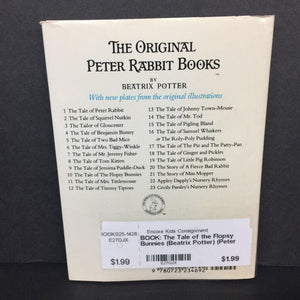 THE ORIGINAL
PETER RABBIT BOOKS™
BY
BEATRIX POTTER
With new plates from the original illustrations
1 The Tale of Peter Rabbit
2 The Tale of Squirrel Nutkin
3 The Tailor of Gloucester
4 The Tale of Benjamin Bunny
5 The Tale of Two Bad Mice
6 The Tale of Mrs. Tiggy-Winkle
7 The Tale of Mr. Jeremy Fisher
8 The Tale of Tom Kitten
9 The Tale of Jemima Puddle-Duck
10 The Tale of The Flopsy Bunnies
11 The Tale of Mrs. Tittlemouse
12 The Tale of Timmy Tiptoes
13 The Tale of Johnny Town-Mouse
14 The Tale of Mr. Tod
15 The Tale of Pigling Bland
16 The Tale of Samuel Whiskers
or The Roly-Poly Pudding
17 The Tale of The Pie and The Patty-Pan
18 The Tale of Ginger and Pickles
19 The Tale of Little Pig Robinson
20 The Story of A Fierce Bad Rabbit
21 The Story of Miss Moppet
22 Appley Dapply's Nursery Rhymes
23 Cecily Parsley's Nursery Rhymes
E27GJX
$1.99
Encore Kids Consignment
BOOK: The Tale of the Flopsy
Bunnies (Beatrix Potter) (Peter
E27GJX
$1.99
9 780723 234692